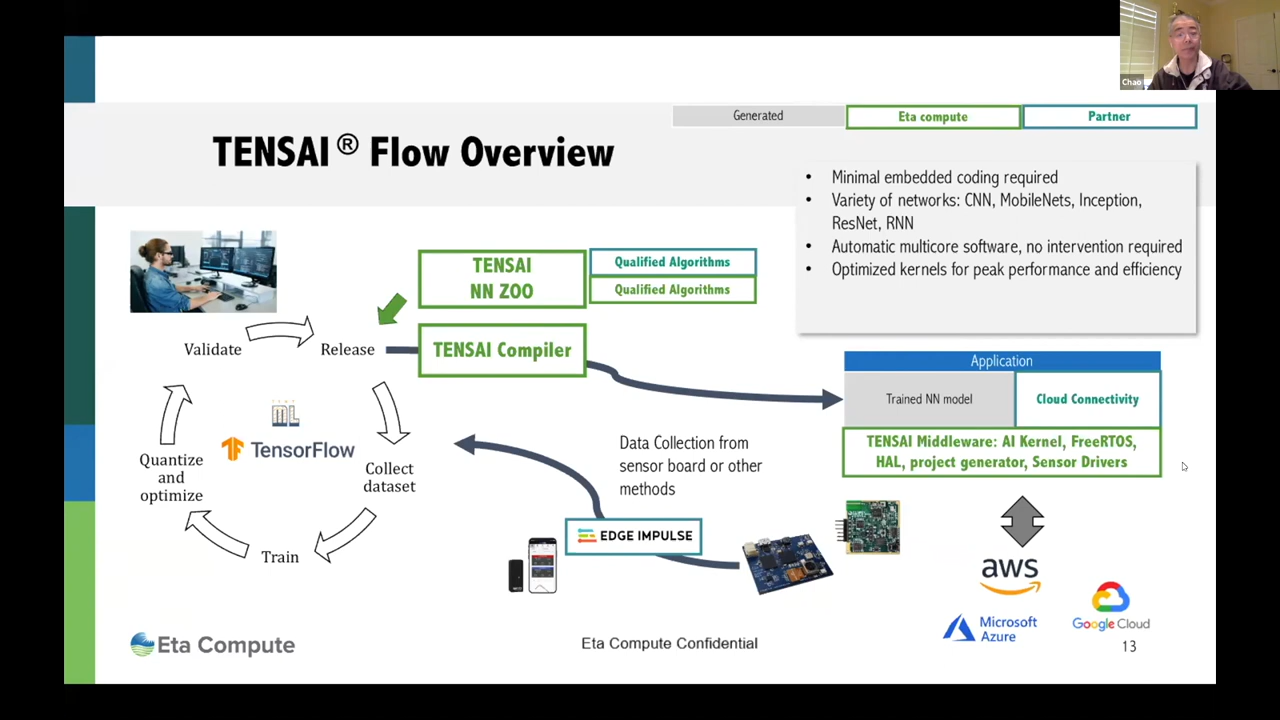 Chao
Generated
Eta compute
Partner
TENSAI® Flow Overview
• Minimal embedded coding required
• Variety of networks: CNN, MobileNets, Inception,
ResNet, RNN
• Automatic multicore software, no intervention required
• Optimized kernels for peak performance and efficiency
TENSAI
NN ZOO
Qualified Algorithms
Qualified Algorithms
Validate
Release
TENSAI Compiler
Application
Trained NN model
Cloud Connectivity
TENSAI Middleware: AI Kernel, FreeRTOS,
HAL, project generator, Sensor Drivers
ML
TensorFlow
Data Collection from
sensor board or other
methods
Quantize
and
optimize
Collect
dataset
Train
EDGE IMPULSE
aws
Microsoft
Azure
Google Cloud
Eta Compute
Eta Compute Confidential
13